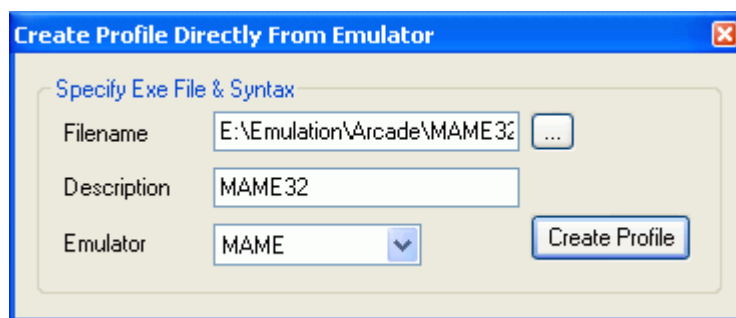 Create Profile Directly From Emulator
Specify Exe File & Syntax
Filename E:\Emulation\Arcade\MAME32 ...
Description MAME32
Emulator MAME Create Profile